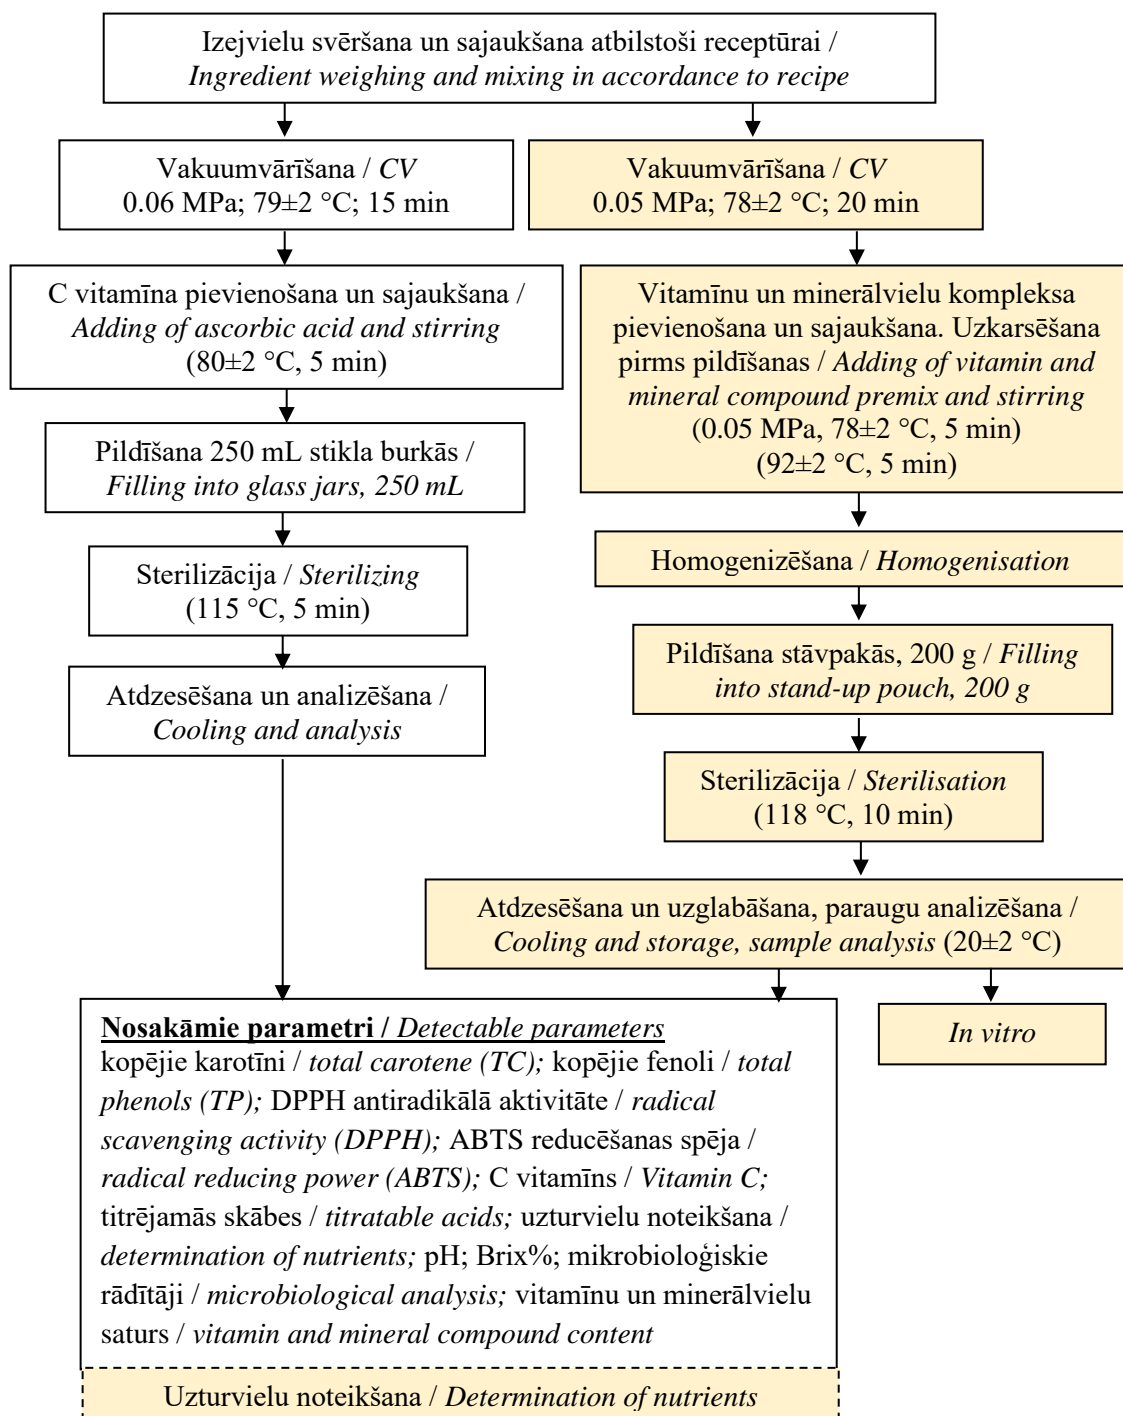 Izejvielu svēršana un sajaukšana atbilstoši receptūrai /
Ingredient weighing and mixing in accordance to recipe
Vakuumvārīšana / CV
0.06 MPa; 79±2 °C; 15 min
Vakuumvārīšana / CV
0.05 MPa; 78±2 °C; 20 min
C vitamīna pievienošana un sajaukšana /
Adding of ascorbic acid and stirring
(80±2 °C, 5 min)
Vitamīnu un minerālvielu kompleksa
pievienošana un sajaukšana. Uzkarsēšana
pirms pildīšanas / Adding of vitamin and
mineral compound premix and stirring
(0.05 MPa, 78±2 °C, 5 min)
(92±2 °C, 5 min)
Pildīšana 250 mL stikla burkās /
Filling into glass jars, 250 mL
Homogenizēšana / Homogenisation
Sterilizācija / Sterilizing
(115 °C, 5 min)
Pildīšana stāvpakās, 200 g / Filling
into stand-up pouch, 200 g
Atdzesēšana un analizēšana /
Cooling and analysis
Sterilizācija / Sterilisation
(118 °C, 10 min)
Atdzesēšana un uzglabāšana, paraugu analizēšana /
Cooling and storage, sample analysis (20±2 °C)
In vitro
Nosakāmie parametri / Detectable parameters
kopējie karotīni / total carotene (TC); kopējie fenoli / total
phenols (TP); DPPH antiradikālā aktivitāte / radical
scavenging activity (DPPH); ABTS reducēšanas spēja /
radical reducing power (ABTS); C vitamīns / Vitamin C;
titrējamās skābes / titratable acids; uzturvielu noteikšana /
determination of nutrients; pH; Brix%; mikrobioloģiskie
rādītāji / microbiological analysis; vitamīnu un minerālvielu
saturs / vitamin and mineral compound content
Uzturvielu noteikšana / Determination of nutrients